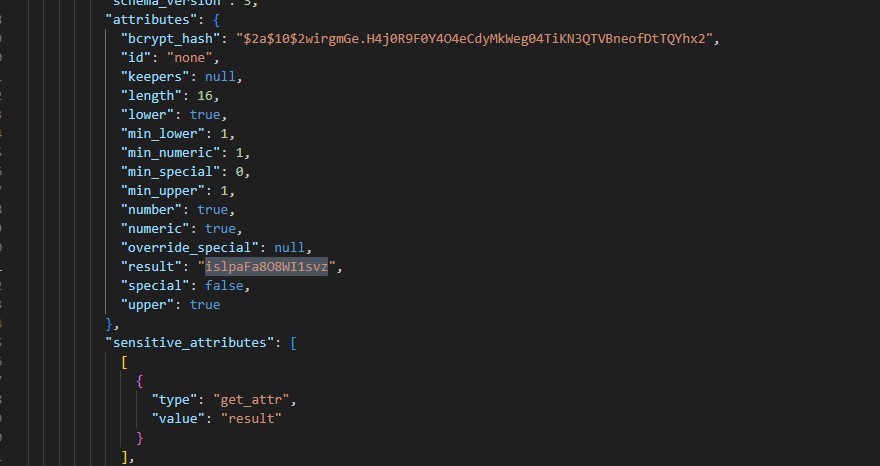 "schema_version": 3,
"attributes": {
"bcrypt_hash": "$2a$10$2wirgmGe.H4j0R9F0Y4O4eCdyMkWeg04TiKN3QTVBneofDtTQYhx2",
"id": "none",
"keepers": null,
"length": 16,
"lower": true,
"min_lower": 1,
"min_numeric": 1,
"min_special": 0,
"min_upper": 1,
"number": true,
"numeric": true,
"override_special": null,
"result": "islpaFa8O8WI1svz",
"special": false,
"upper": true
},
"sensitive_attributes": [
[
{
"type": "get_attr",
"value": "result"
}
],